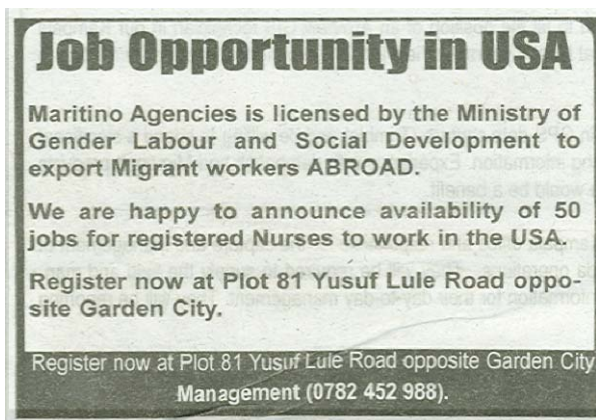 Job Opportunity in USA
Maritino Agencies is licensed by the Ministry of
Gender Labour and Social Development to
export Migrant workers ABROAD.
We are happy to announce availability of 50
jobs for registered Nurses to work in the USA.
Register now at Plot 81 Yusuf Lule Road oppo-
site Garden City.
Register now at Plot 81 Yusuf Lule Road opposite Garden City
Management (0782 452 988).